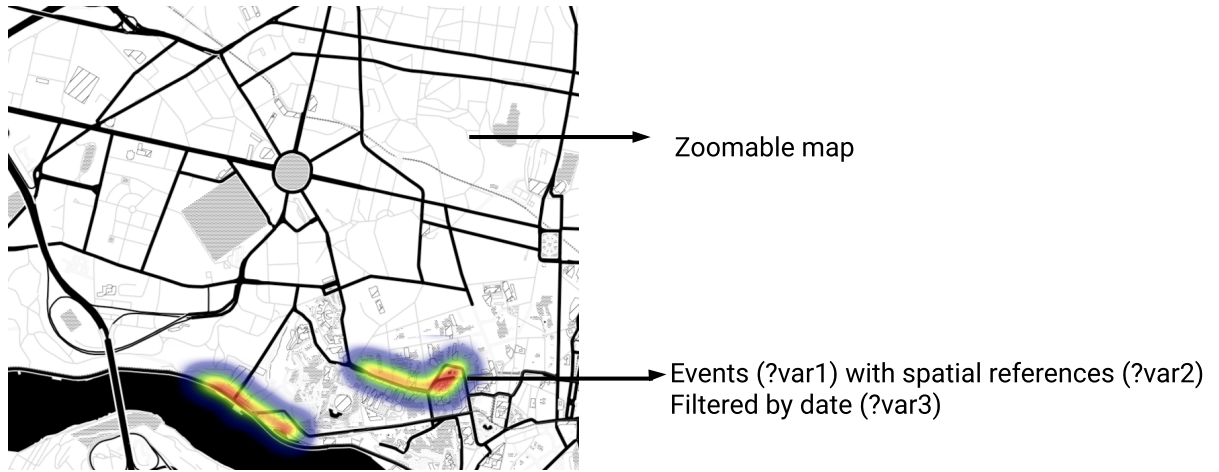 Zoomable map
Events (?var1) with spatial references (?var2)
Filtered by date (?var3)